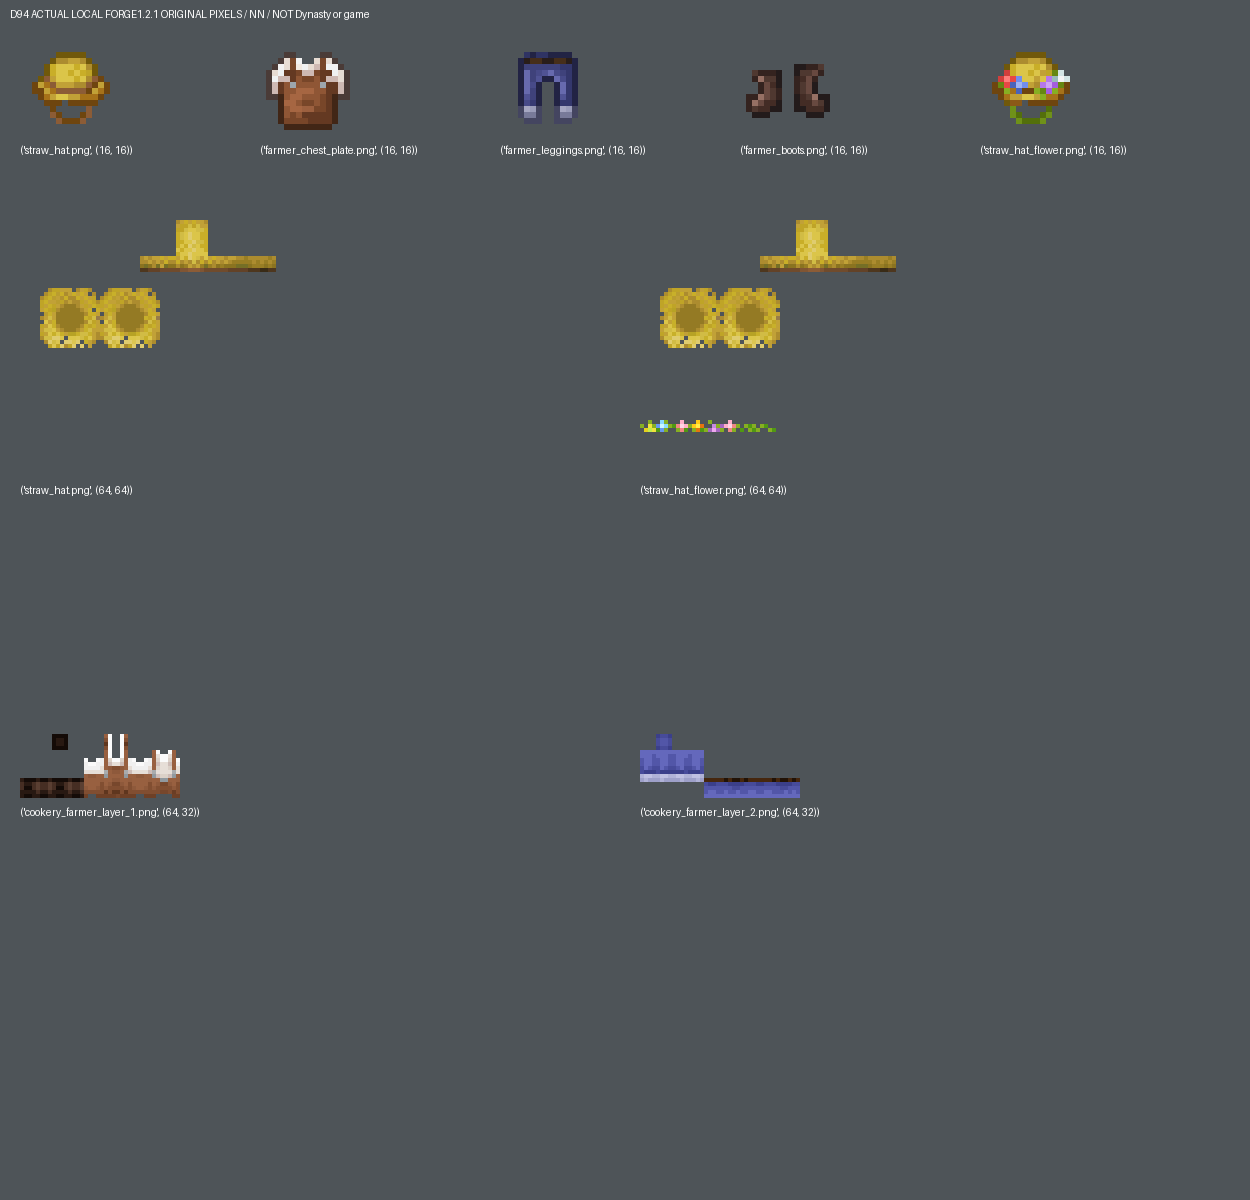 D94 ACTUAL LOCAL FORGE1.2.1 ORIGINAL PIXELS / NN / NOT Dynasty or game
('straw_hat.png', (16, 16))
('farmer_chest_plate.png', (16, 16))
('farmer_leggings.png', (16, 16))
('farmer_boots.png', (16, 16))
('straw_hat_flower.png', (16, 16))
('straw_hat.png', (64, 64))
('straw_hat_flower.png', (64, 64))
('cookery_farmer_layer_1.png', (64, 32))
('cookery_farmer_layer_2.png', (64, 32))